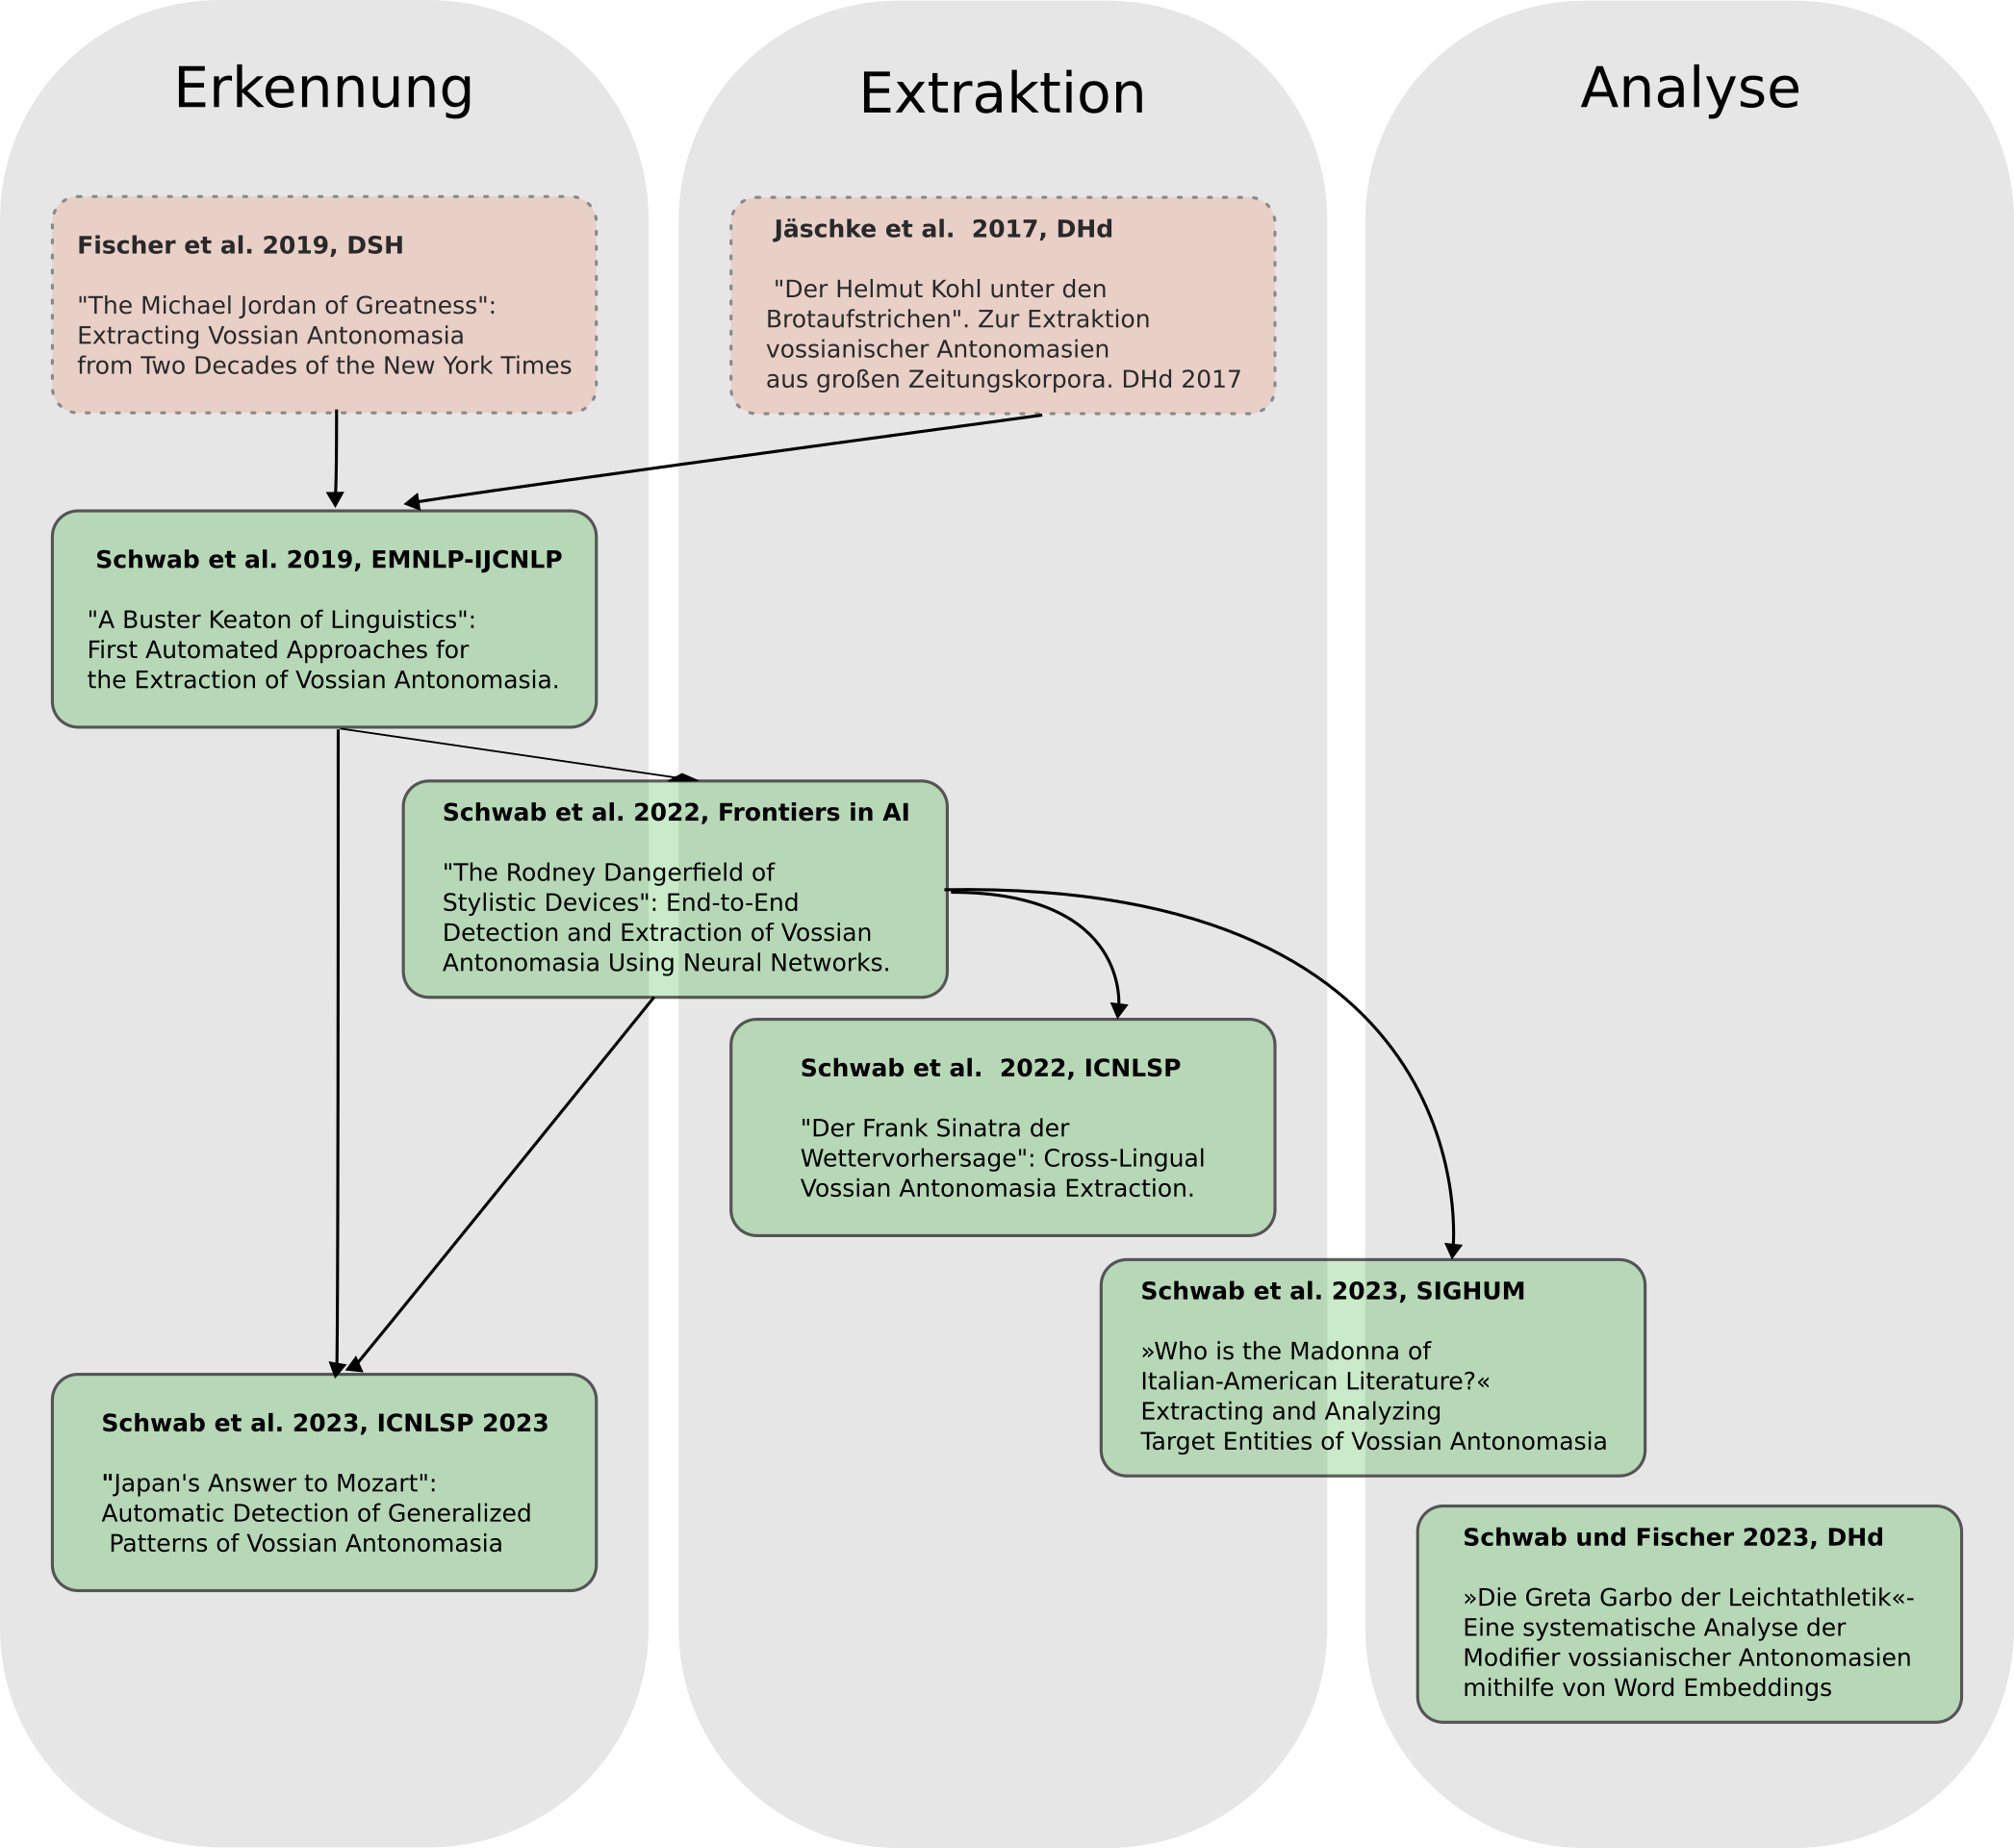 Erkennung
Extraktion
Analyse
Fischer et al. 2019, DSH
"The Michael Jordan of Greatness":
Extracting Vossian Antonomasia
from Two Decades of the New York Times
Jäschke et al.  2017, DHd
"Der Helmut Kohl unter den
Brotaufstrichen". Zur Extraktion
vossianischer Antonomasien
aus großen Zeitungskorpora. DHd 2017
Schwab et al. 2019, EMNLP-IJCNLP
"A Buster Keaton of Linguistics":
First Automated Approaches for
the Extraction of Vossian Antonomasia.
Schwab et al. 2022, Frontiers in AI
"The Rodney Dangerfield of
Stylistic Devices": End-to-End
Detection and Extraction of Vossian
Antonomasia Using Neural Networks.
Schwab et al.  2022, ICNLSP
"Der Frank Sinatra der
Wettervorhersage": Cross-Lingual
Vossian Antonomasia Extraction.
Schwab et al. 2023, SIGHUM
»Who is the Madonna of
Italian-American Literature?«
Extracting and Analyzing
Target Entities of Vossian Antonomasia
Schwab et al. 2023, ICNLSP 2023
"Japan's Answer to Mozart":
Automatic Detection of Generalized
Patterns of Vossian Antonomasia
Schwab und Fischer 2023, DHd
»Die Greta Garbo der Leichtathletik«-
Eine systematische Analyse der
Modifier vossianischer Antonomasien
mithilfe von Word Embeddings